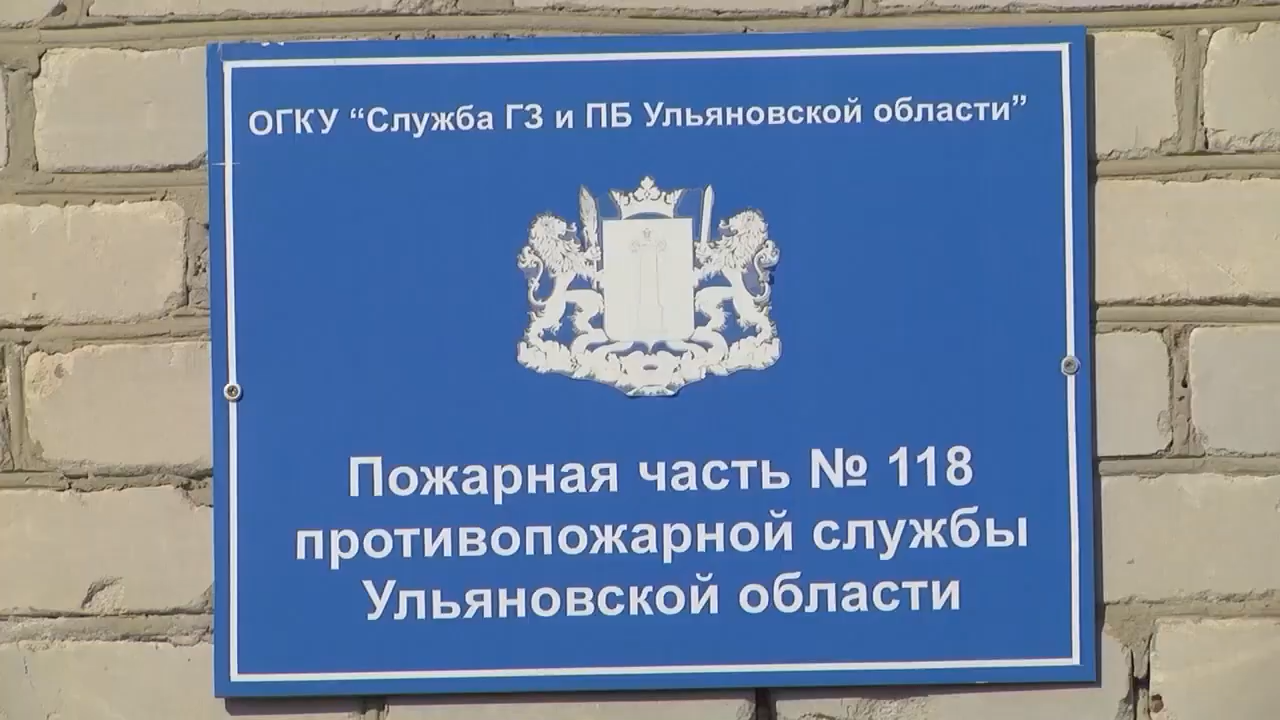 ОГКУ “Служба ГЗ и ПБ Ульяновской области”
Пожарная часть № 118
противопожарной службы
Ульяновской области